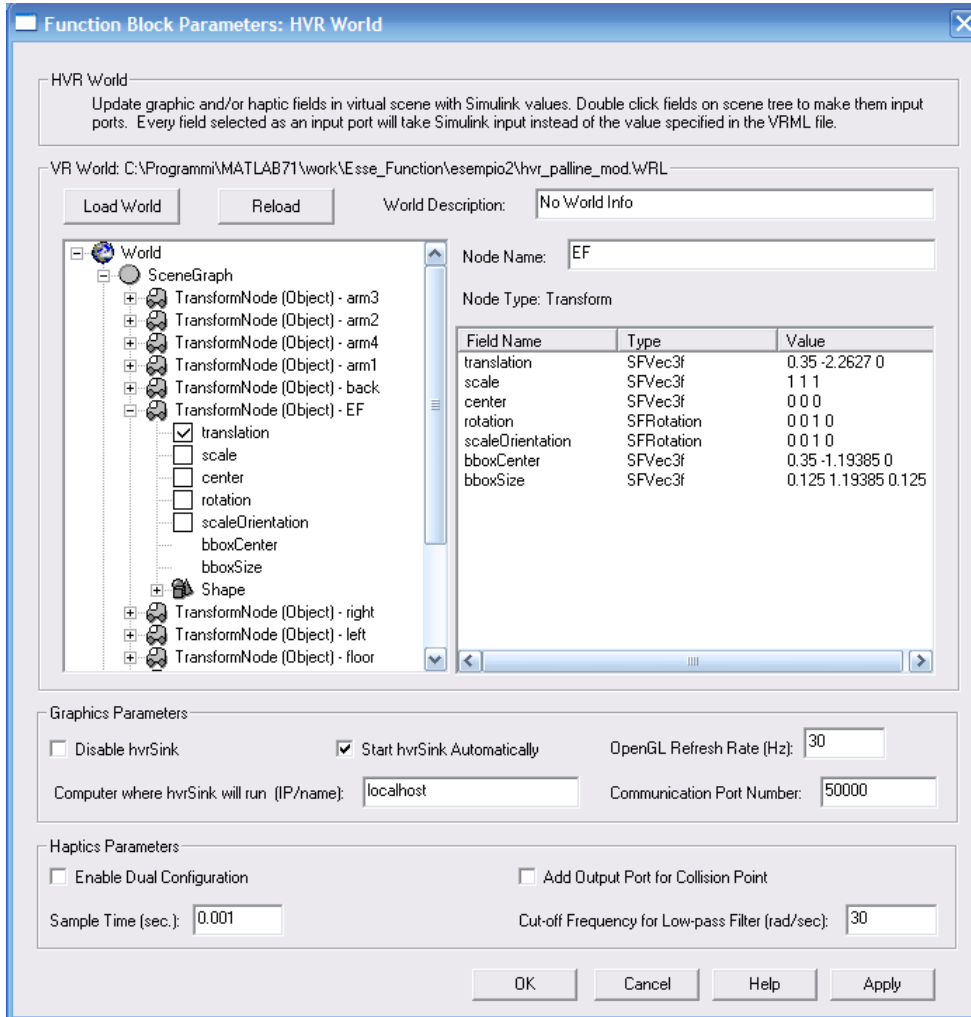 Function Block Parameters: HVR World
HVR World
Update graphic and/or haptic fields in virtual scene with Simulink values. Double click fields on scene tree to make them input
ports. Every field selected as an input port will take Simulink input instead of the value specified in the VRML file.
VR World: C:\Programmi\MATLAB71\work\Esse_Function\esempio2\hvr_palline_mod.WRL
Load World Reload World Description: No World Info
World
SceneGraph
TransformNode (Object) - arm3
TransformNode (Object) - arm2
TransformNode (Object) - arm4
TransformNode (Object) - arm1
TransformNode (Object) - back
TransformNode (Object) - EF
translation
scale
center
rotation
scaleOrientation
bboxCenter
bboxSize
Shape
TransformNode (Object) - right
TransformNode (Object) - left
TransformNode (Object) - floor
Node Name: EF
Node Type: Transform
Field Name Type Value
translation SFVec3f 0.35 -2.2627 0
scale SFVec3f 1 1 1
center SFVec3f 0 0 0
rotation SFRotation 0 0 1 0
scaleOrientation SFRotation 0 0 1 0
bboxCenter SFVec3f 0.35 -1.19385 0
bboxSize SFVec3f 0.125 1.19385 0.125
Graphics Parameters
Disable hvrSink Start hvrSink Automatically OpenGL Refresh Rate (Hz): 30
Computer where hvrSink will run (IP/name): localhost Communication Port Number: 50000
Haptics Parameters
Enable Dual Configuration Add Output Port for Collision Point
Sample Time (sec.): 0.001 Cut-off Frequency for Low-pass Filter (rad/sec): 30
OK Cancel Help Apply